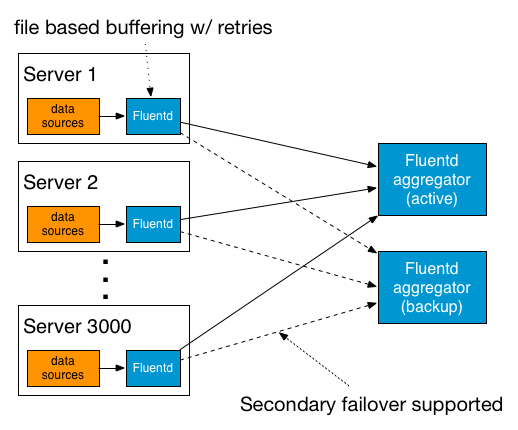 file based buffering w/ retries
Server 1
data
sources
Fluentd
Server 2
data
sources
Fluentd
Server 3000
data
sources
Fluentd
Fluentd
aggregator
(active)
Fluentd
aggregator
(backup)
Secondary failover supported